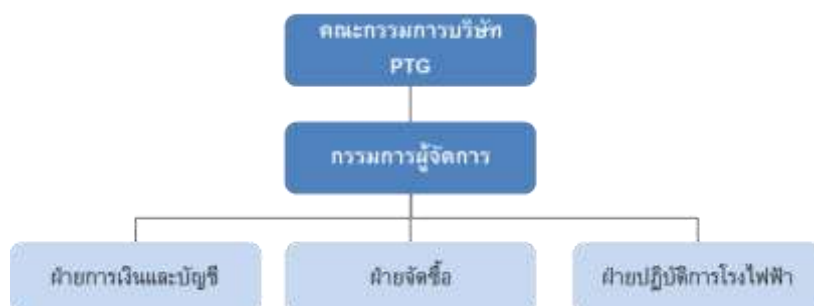 คณะกรรมการบริษัท
PTG
กรรมการผู้จัดการ
ฝ่ายการเงินและบัญชี
ฝ่ายจัดซื้อ
ฝ่ายปฏิบัติการโรงไฟฟ้า